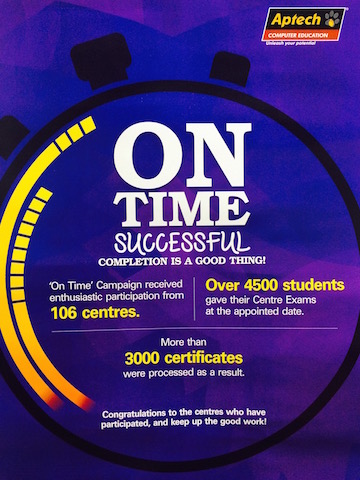 Aptech
COMPUTER EDUCATION
Unleash your potential
ON
TIME
SUCCESSFUL
COMPLETION IS A GOOD THING!
'On Time' Campaign received
enthusiastic participation from
106 centres.
Over 4500 students
gave their Centre Exams
at the appointed date.
More than
3000 certificates
were processed as a result.
Congratulations to the centres who have
participated, and keep up the good work!